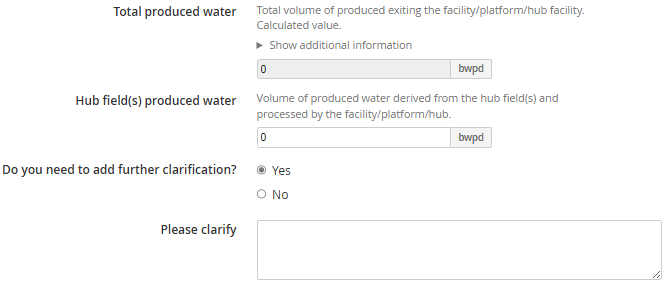 Total produced water
Total volume of produced exiting the facility/platform/hub facility.
Calculated value.
Show additional information
0 bwpd
Hub field(s) produced water
Volume of produced water derived from the hub field(s) and
processed by the facility/platform/hub.
0 bwpd
Do you need to add further clarification?
Yes
No
Please clarify